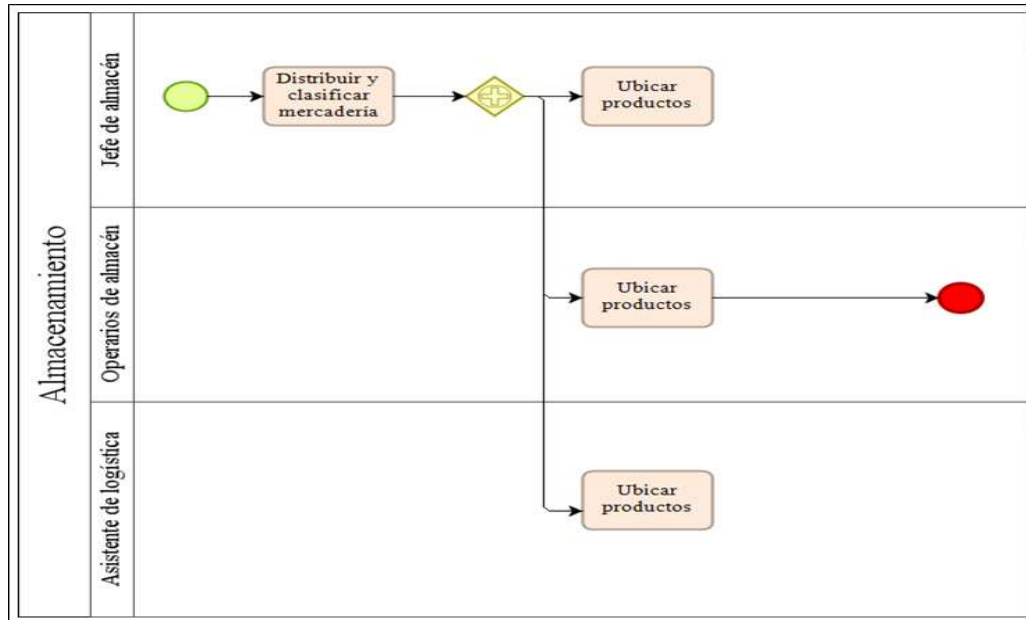 Almacenamiento
Jefe de almacén
Distribuir y
clasificar
mercadería
Ubicar
productos
Operarios de almacén
Ubicar
productos
Asistente de logística
Ubicar
productos